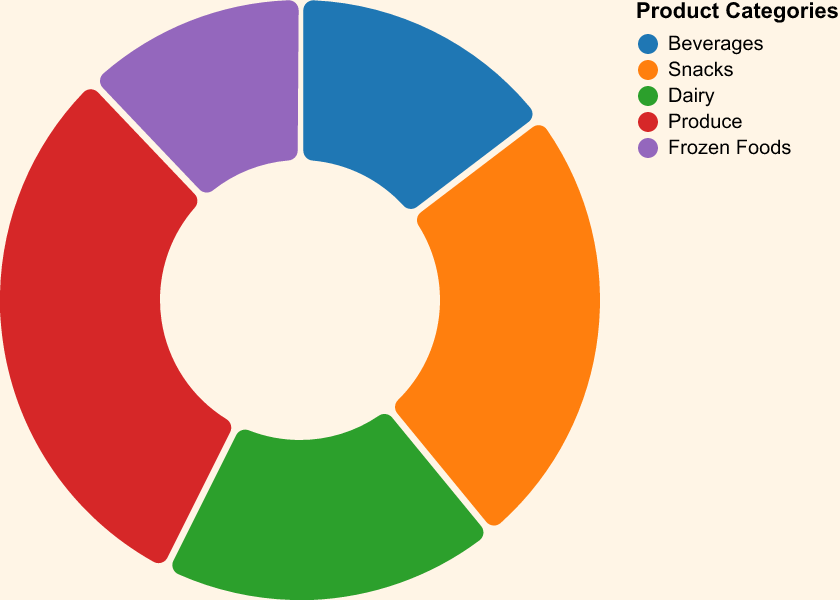 Product Categories
Beverages
Snacks
Dairy
Produce
Frozen Foods